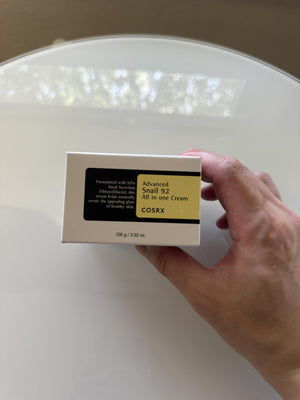 Formulated with 92%
Snail Secretion
Filtrate(Mucin), this
cream helps naturally
create the appealing glow
of healthy skin.
Advanced
Snail 92
All in one Cream
COSRX
100 g / 3.52 oz.